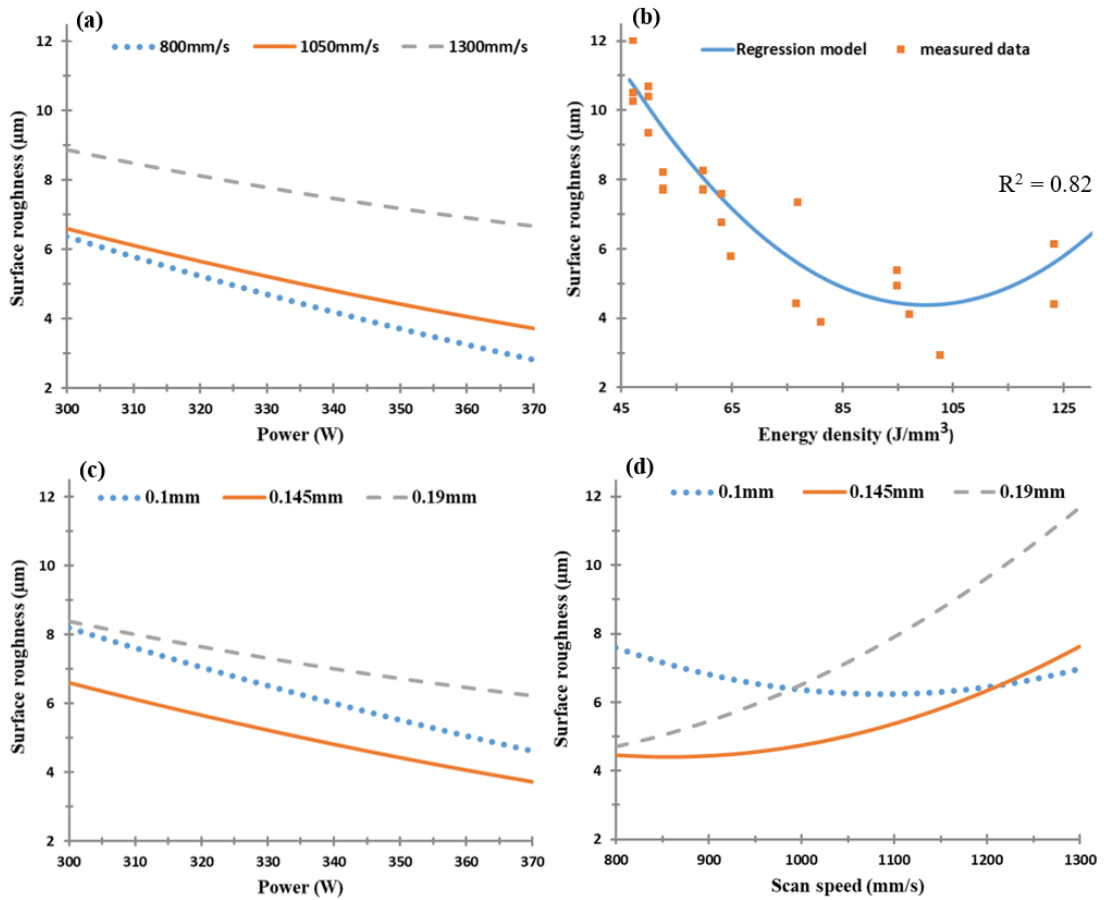 (a)
800mm/s 1050mm/s 1300mm/s
12
10
8
6
4
2
Surface roughness (µm)
300 310 320 330 340 350 360 370
Power (W)
(b)
Regression model measured data
12
10
8
6
4
2
Surface roughness (µm)
R² = 0.82
45 65 85 105 125
Energy density (J/mm³)
(c)
0.1mm 0.145mm 0.19mm
12
10
8
6
4
2
Surface roughness (µm)
300 310 320 330 340 350 360 370
Power (W)
(d)
0.1mm 0.145mm 0.19mm
12
10
8
6
4
2
Surface roughness (µm)
800 900 1000 1100 1200 1300
Scan speed (mm/s)